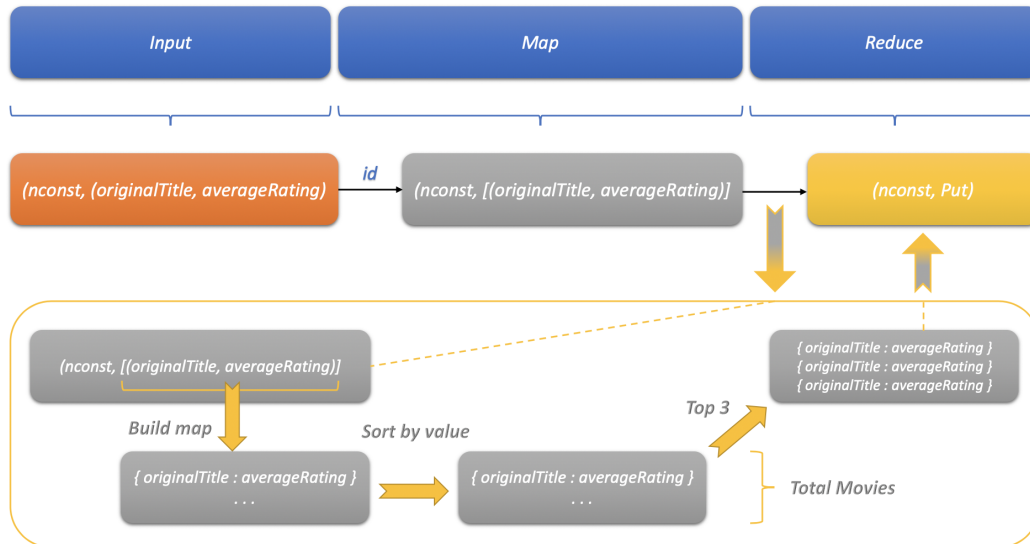 Input
Map
Reduce
(nconst, (originalTitle, averageRating)
id
(nconst, [(originalTitle, averageRating)]
(nconst, Put)
(nconst, [(originalTitle, averageRating)]
Build map
{ originalTitle : averageRating }
. . .
Sort by value
{ originalTitle : averageRating }
. . .
Top 3
{ originalTitle : averageRating }
{ originalTitle : averageRating }
{ originalTitle : averageRating }
Total Movies